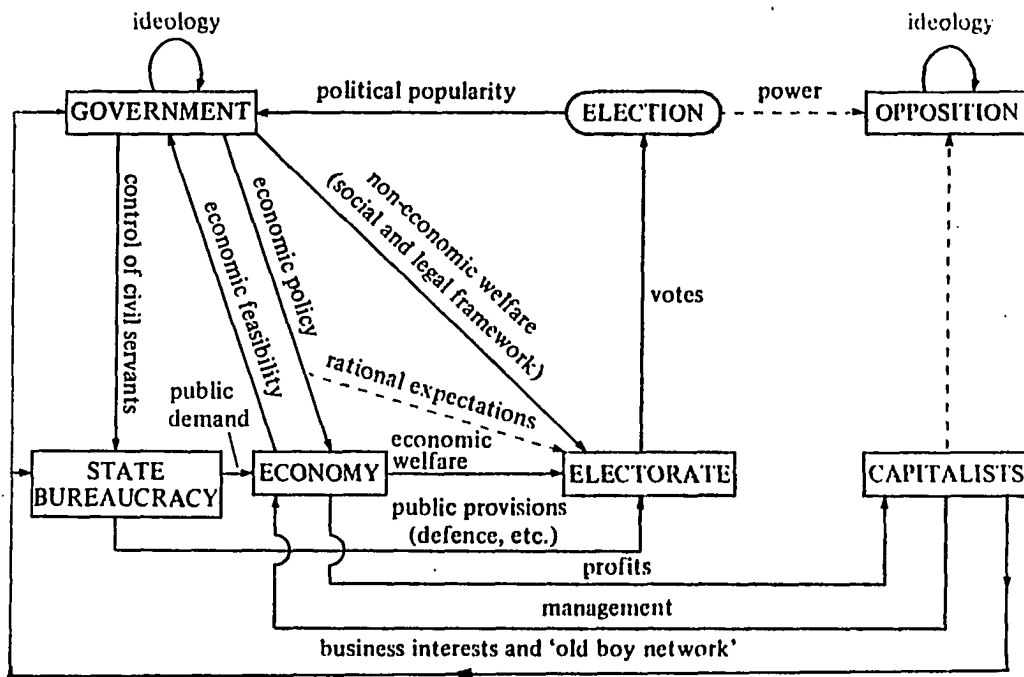 ideology
ideology
GOVERNMENT
political popularity
ELECTION
power
OPPOSITION
control of civil servants
economic feasibility
economic policy
non-economic welfare
(social and legal framework)
votes
rational expectations
public
demand
STATE
BUREAUCRACY
ECONOMY
economic
welfare
ELECTORATE
CAPITALISTS
public provisions
(defence, etc.)
profits
management
business interests and ‘old boy network’